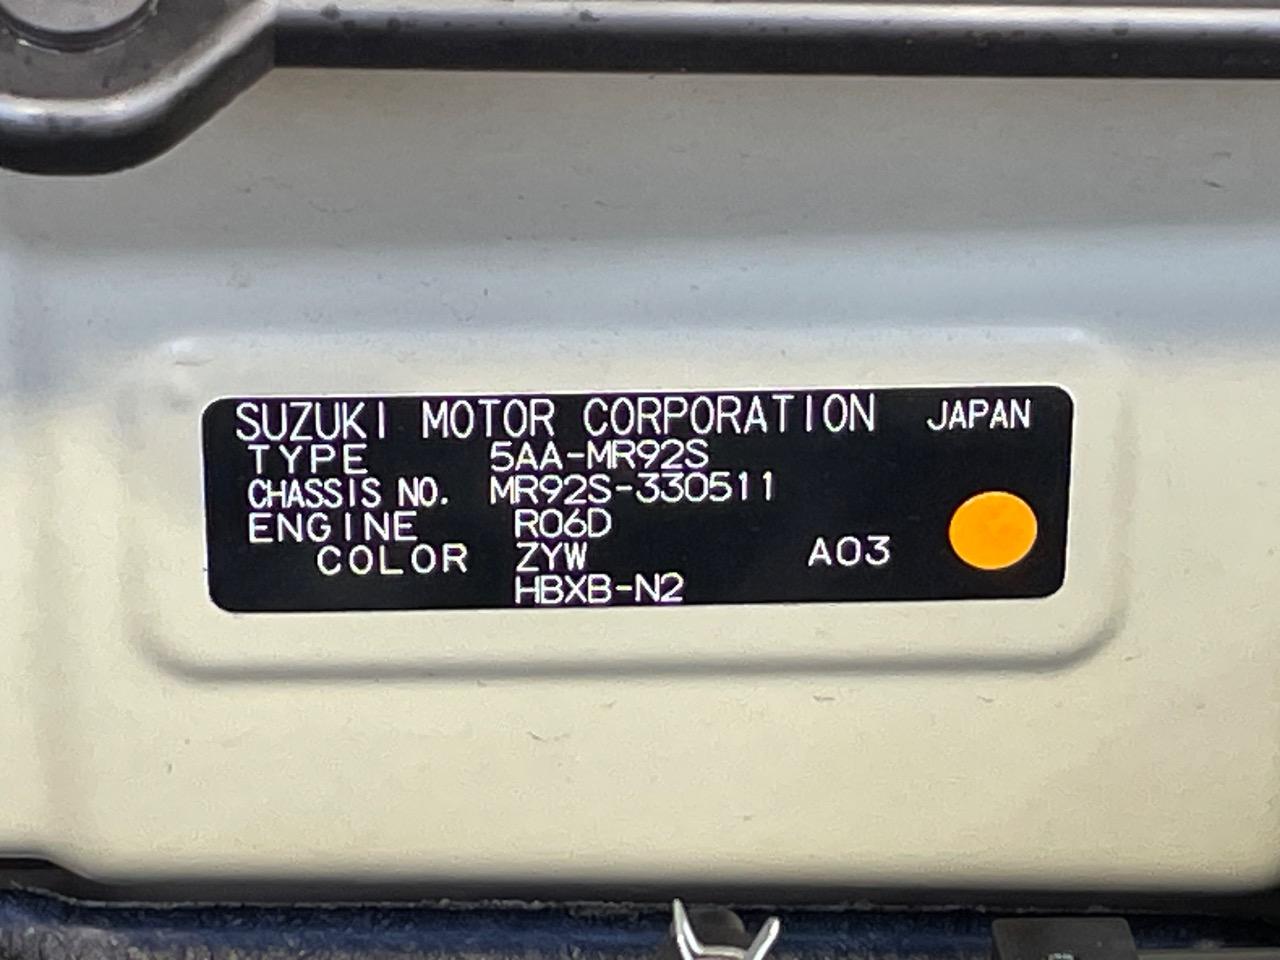 SUZUKI MOTOR CORPORATION JAPAN
TYPE 5AA-MR92S
CHASSIS NO. MR92S-330511
ENGINE R06D
COLOR ZYW A03
HBXB-N2